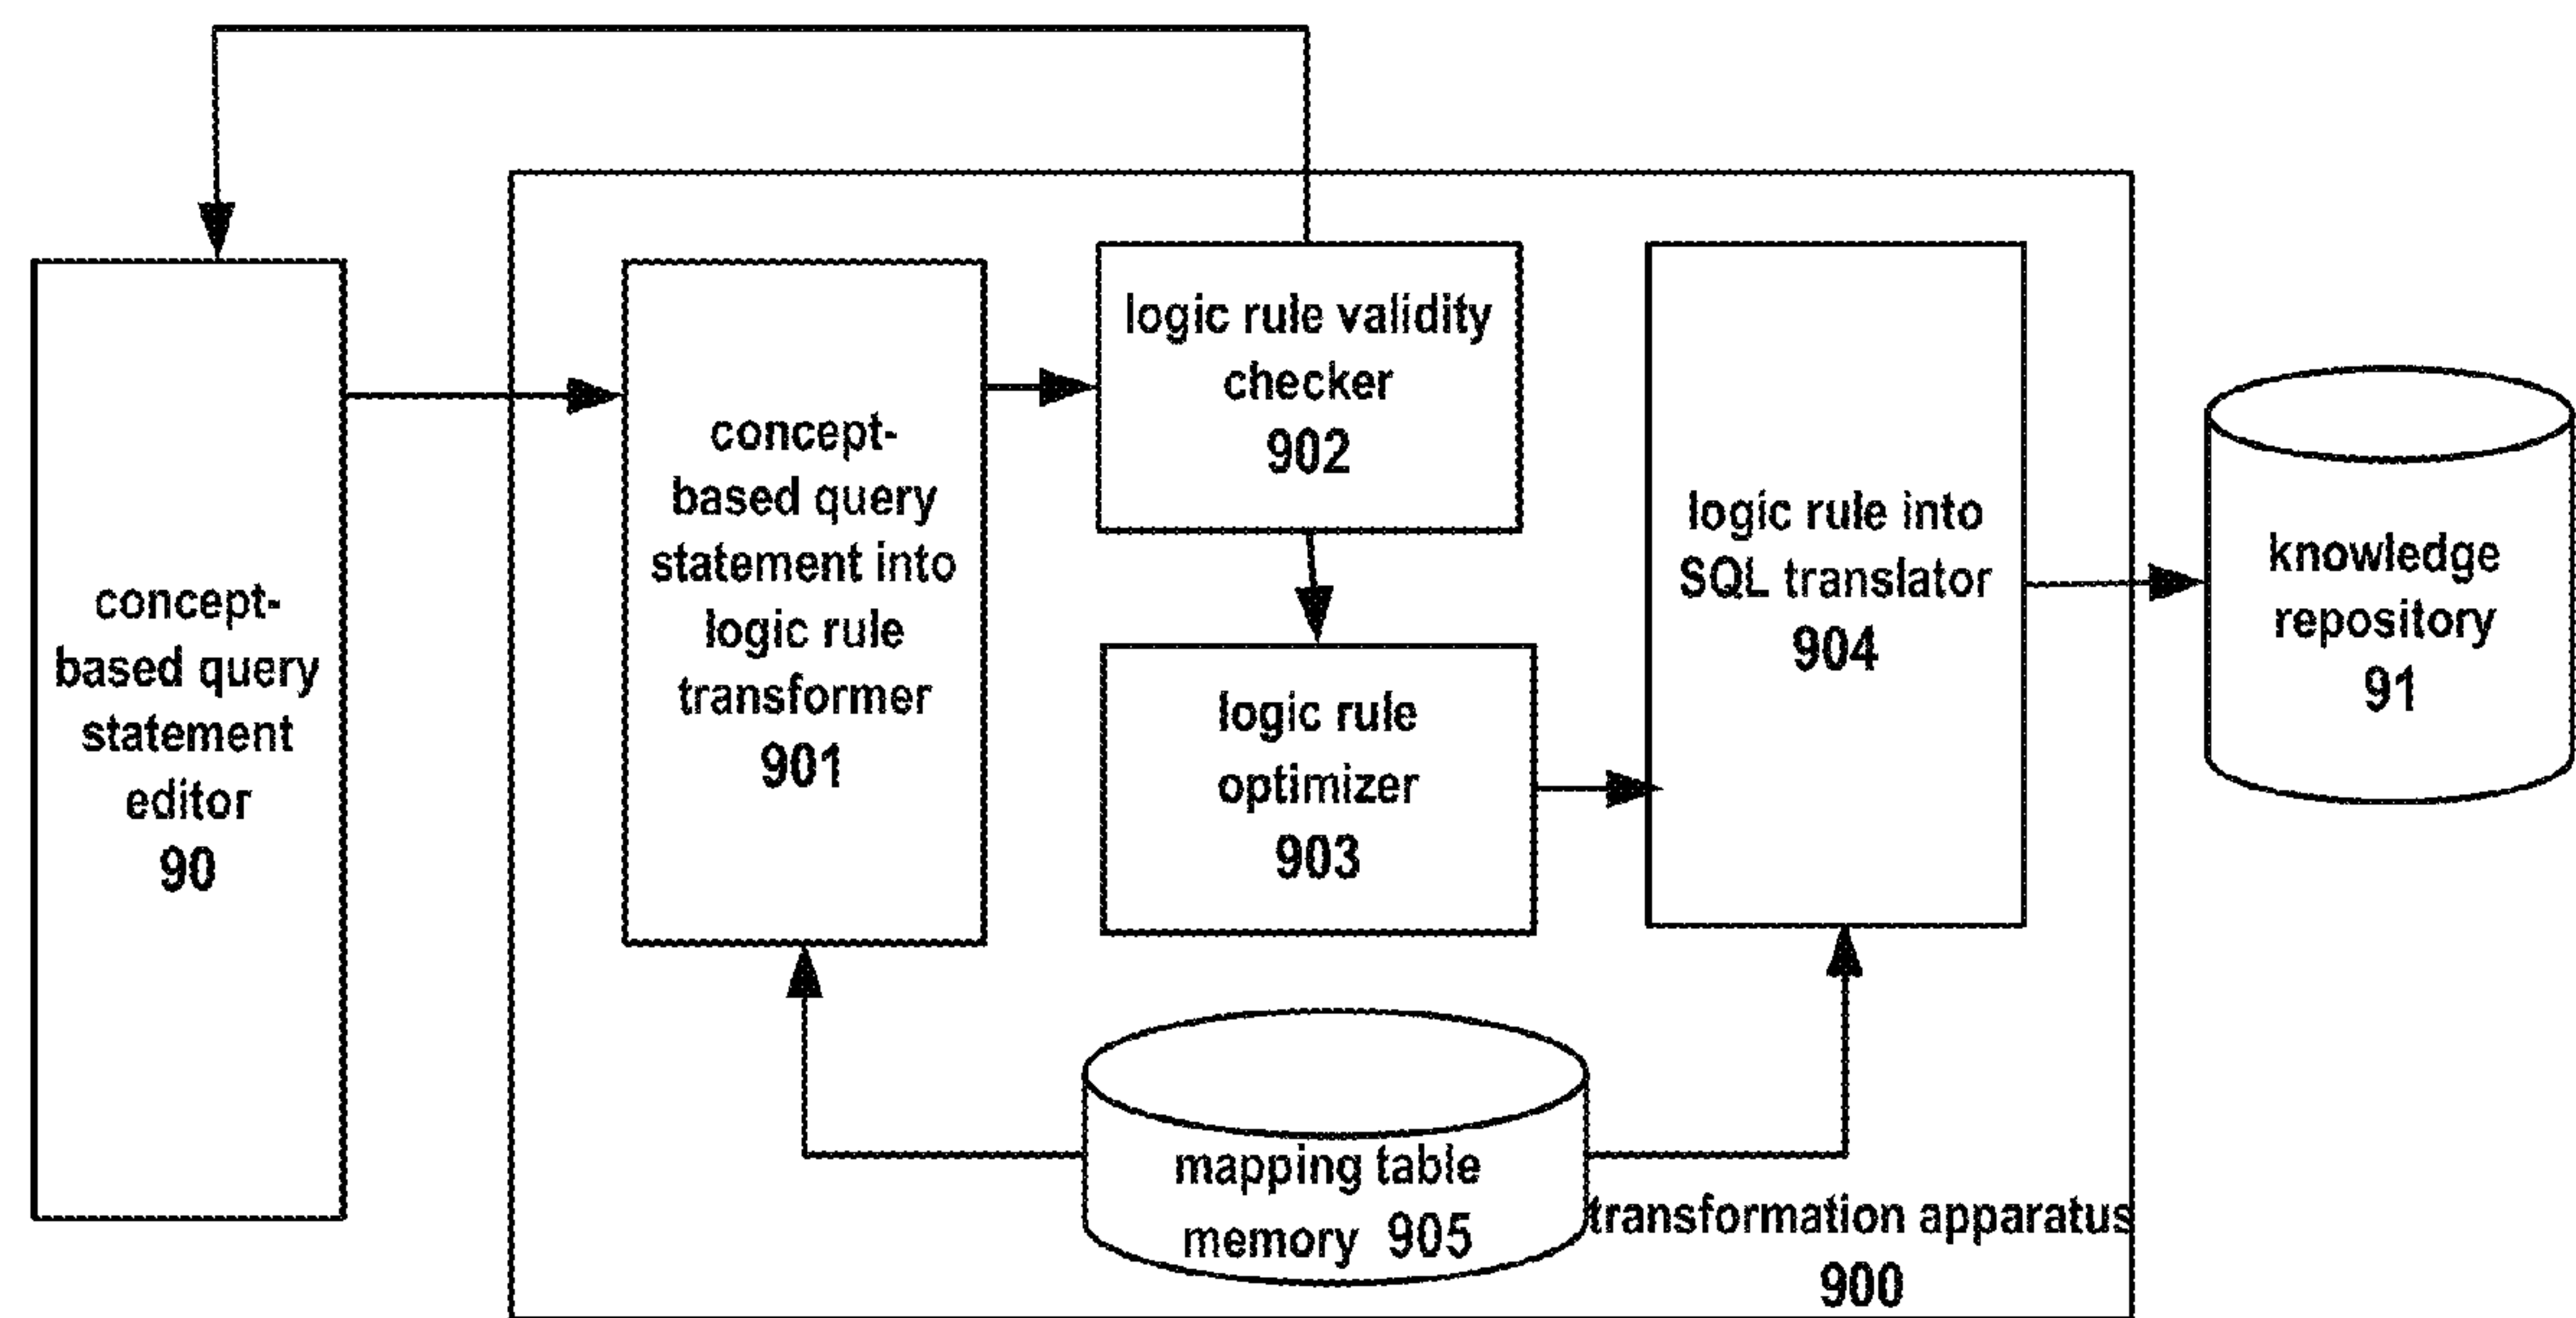 concept-
based query
statement
editor
90
concept-
based query
statement into
logic rule
transformer
901
logic rule validity
checker
902
logic rule
optimizer
903
logic rule into
SQL translator
904
knowledge
repository
91
mapping table
memory 905
transformation apparatus
900